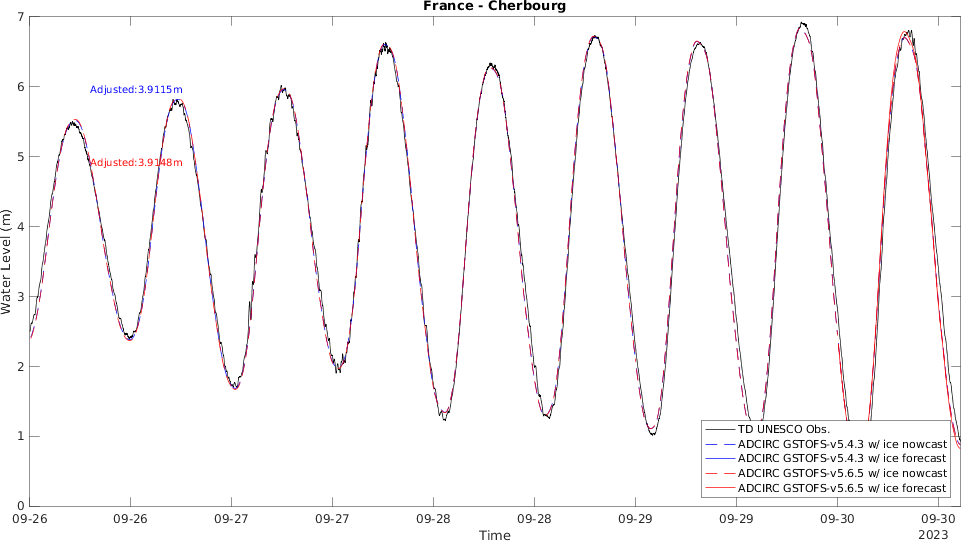 France - Cherbourg
7
6
5
4
3
2
1
0
Water Level (m)
Adjusted:3.9115m
Adjusted:3.9148m
TD UNESCO Obs.
ADCIRC GSTOFS-v5.4.3 w/ ice nowcast
ADCIRC GSTOFS-v5.4.3 w/ ice forecast
ADCIRC GSTOFS-v5.6.5 w/ ice nowcast
ADCIRC GSTOFS-v5.6.5 w/ ice forecast
09-26 09-26 09-27 09-27 09-28 09-28 09-29 09-29 09-30 09-30
Time
2023